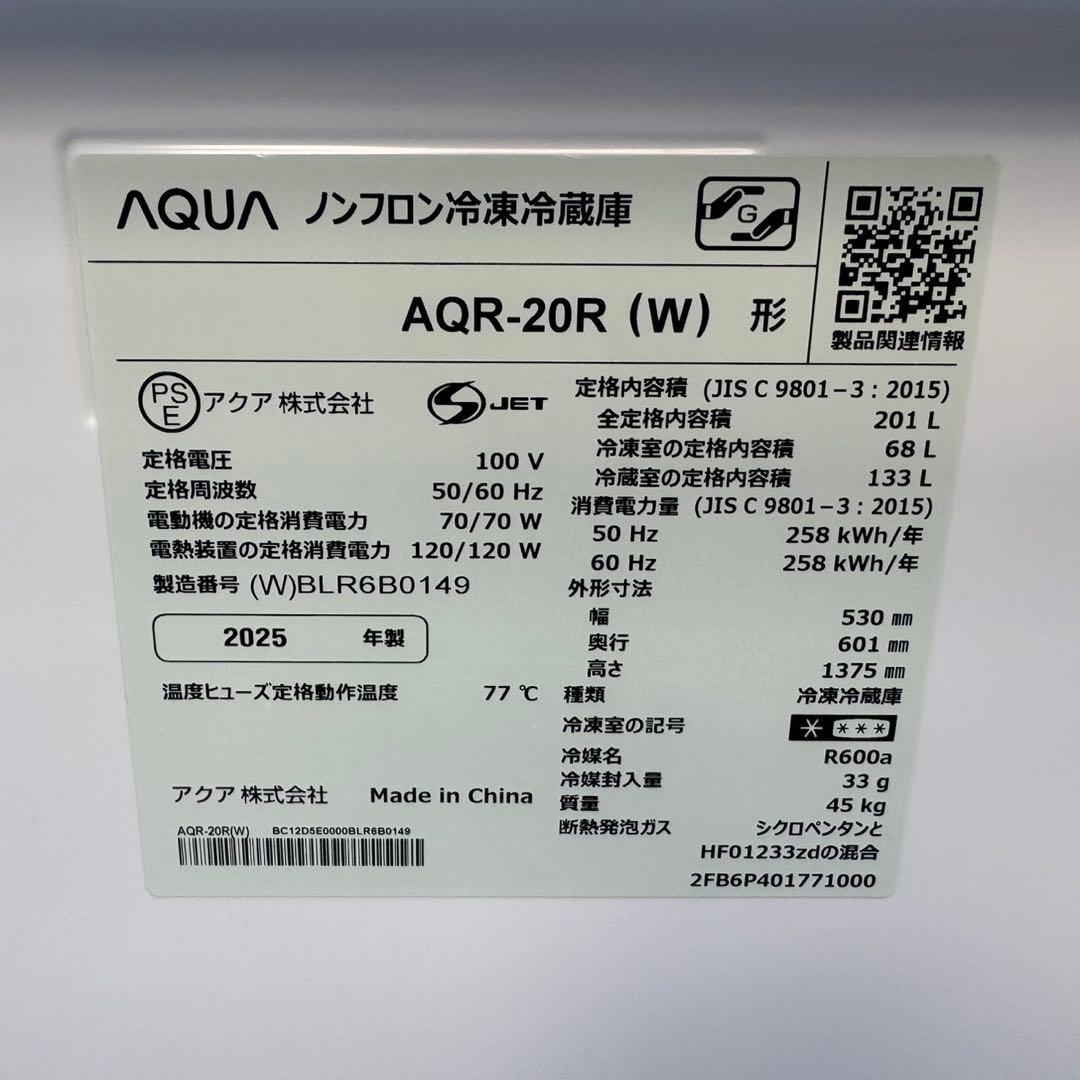 AQUA ノンフロン冷凍冷蔵庫
G
AQR-20R (W) 形
製品関連情報
PS
E
アクア 株式会社
S JET
定格電圧 100 V
定格周波数 50/60 Hz
電動機の定格消費電力 70/70 W
電熱装置の定格消費電力 120/120 W
製造番号 (W)BLR6B0149
2025 年製
温度ヒューズ定格動作温度 77 ℃
アクア 株式会社 Made in China
AQR-20R(W) BC12D5E0000BLR6B0149
定格内容積 (JIS C 9801-3 : 2015)
全定格内容積 201 L
冷凍室の定格内容積 68 L
冷蔵室の定格内容積 133 L
消費電力量 (JIS C 9801-3 : 2015)
50 Hz 258 kWh/年
60 Hz 258 kWh/年
外形寸法
幅 530 ㎜
奥行 601 ㎜
高さ 1375 ㎜
種類 冷凍冷蔵庫
冷凍室の記号 * ***
冷媒名 R600a
冷媒封入量 33 g
質量 45 kg
断熱発泡ガス シクロペンタンと
HFO1233zdの混合
2FB6P401771000